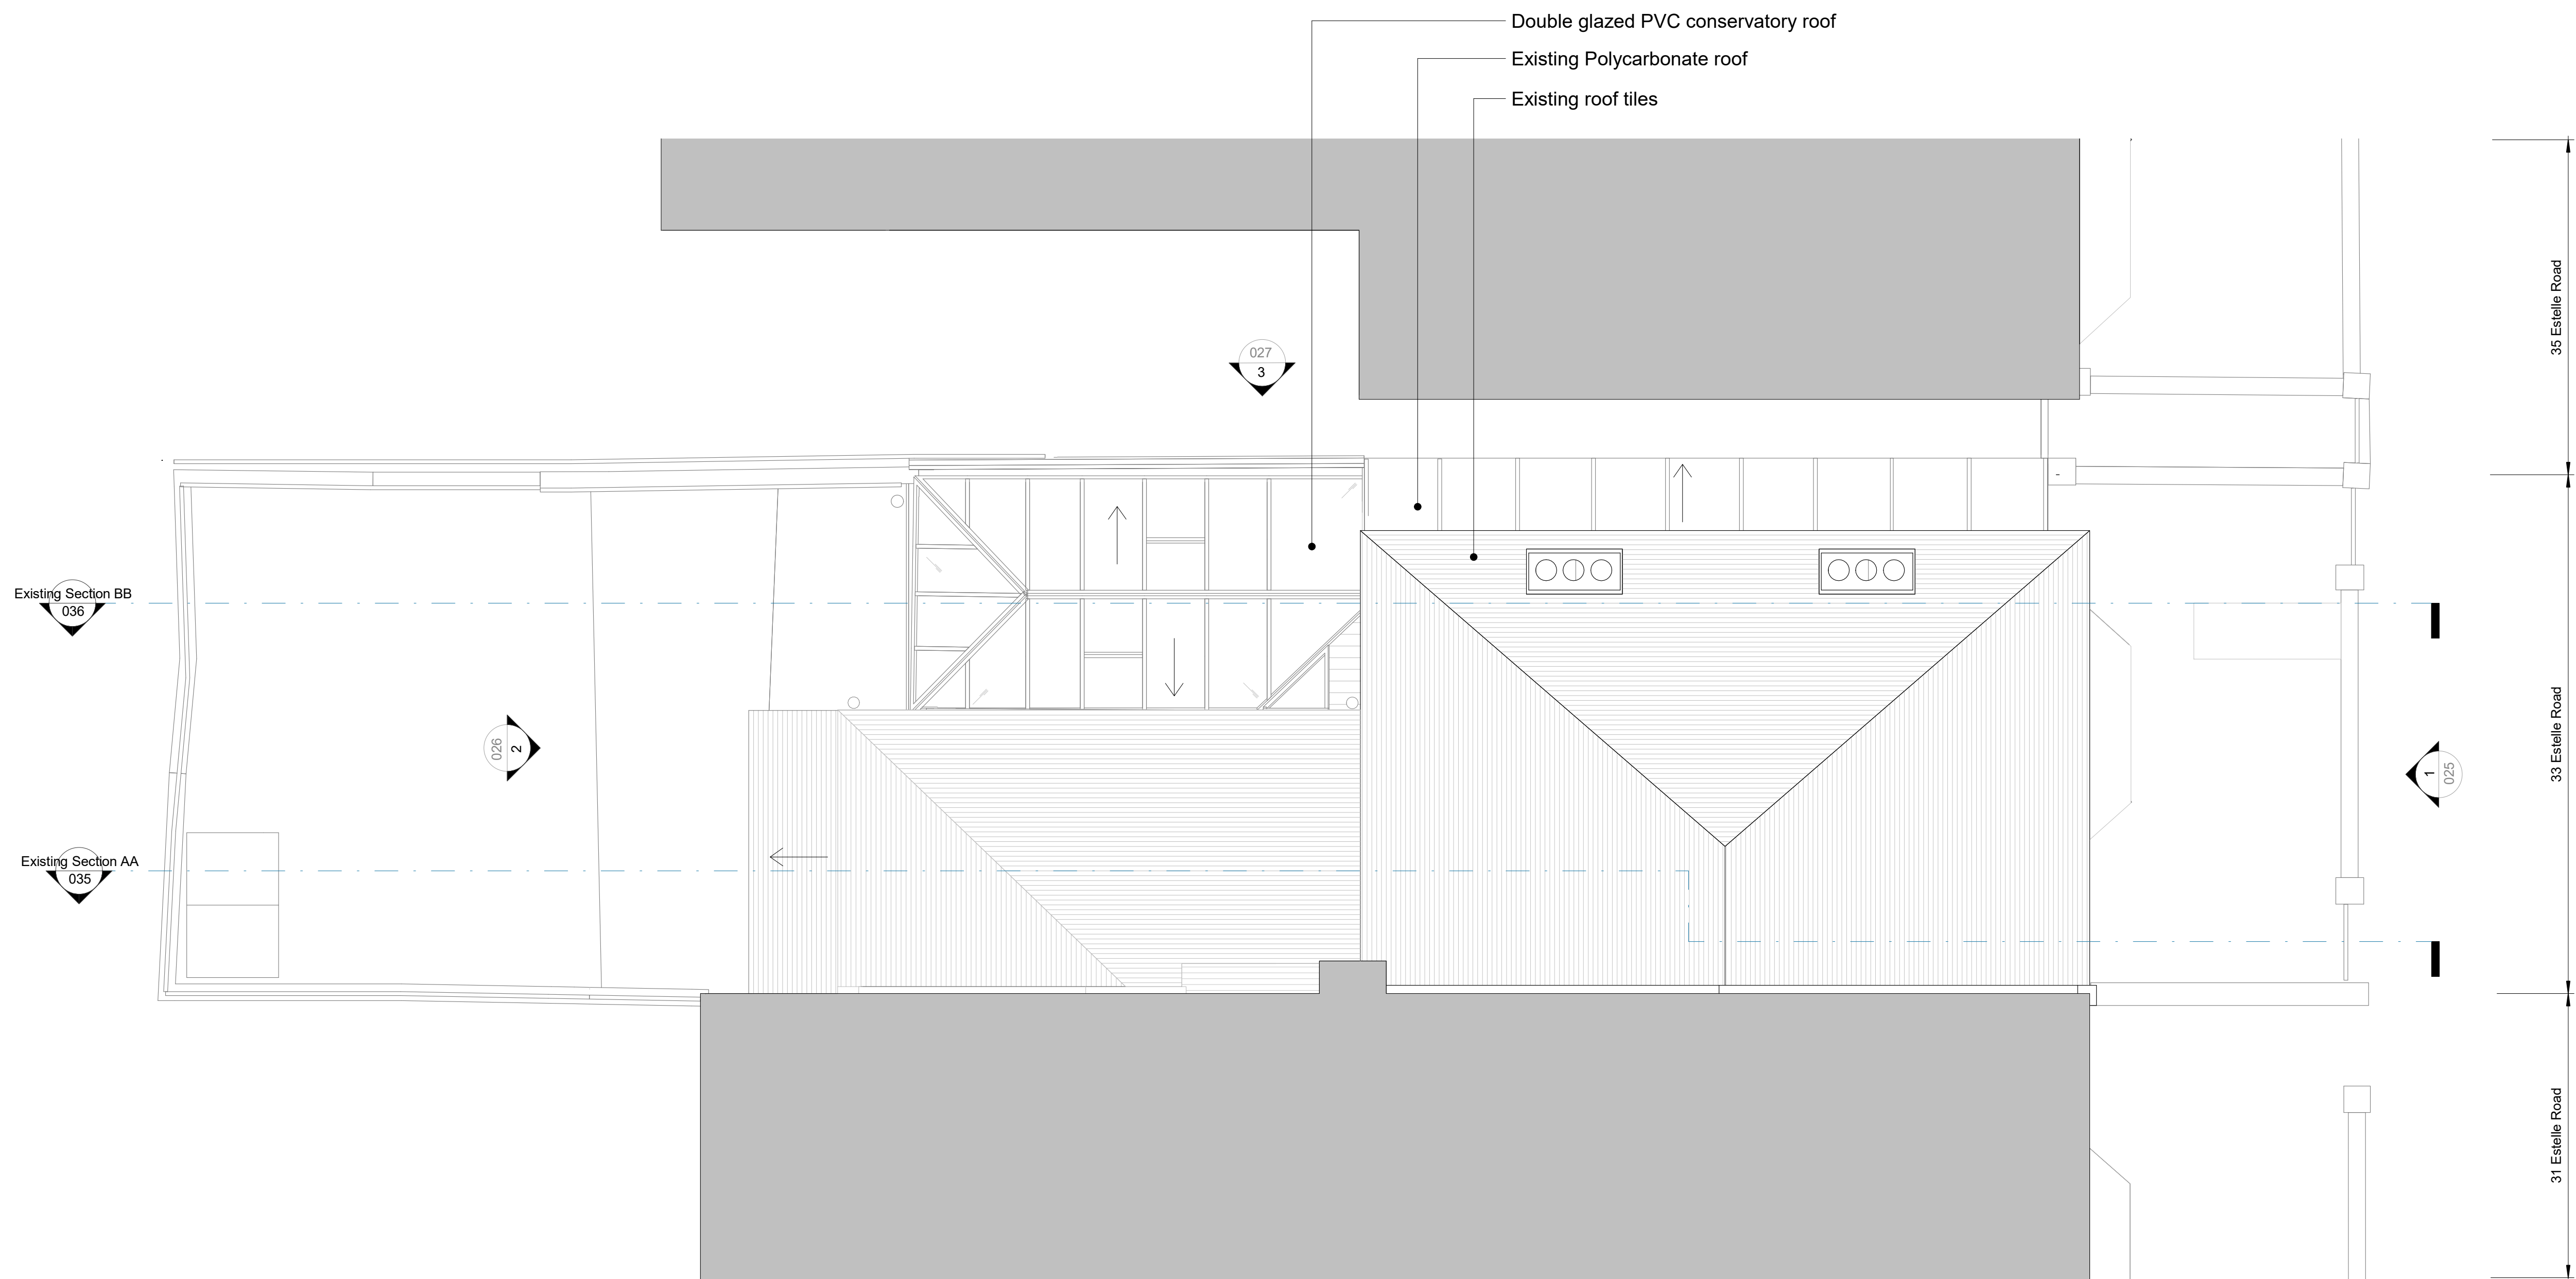 Double glazed PVC conservatory roof
Existing Polycarbonate roof
Existing roof tiles
35 Estelle Road
027
3
Existing Section BB
036
33 Estelle Road
026
2
1
025
Existing Section AA
035
31 Estelle Road